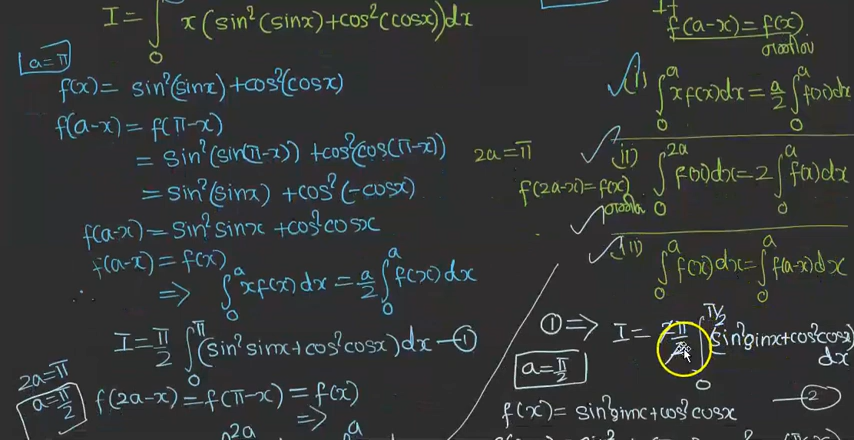 I = ∫₀ x(sin²(sinx)+cos²(cosx))dx
a=π
f(x) = sin²(sinx)+cos²(cosx)
f(a-x) = f(π-x)
= sin²(sin(π-x)) + cos²(cos(π-x))
= sin²(sinx) + cos²(-cosx)
f(a-x) = sin²sinx + cos²cosx
f(a-x) = f(x)
⇒ ∫₀ᵃ xf(x)dx = a/2 ∫₀ᵃ f(x)dx
I = π/2 ∫₀^π (sin²sinx+cos²cosx)dx —①
2a=π
a=π/2
f(2a-x) = f(π-x) = f(x)
⇒
2a a
f(a-x) = f(x)
i) ∫₀ᵃ xf(x)dx = a/2 ∫₀ᵃ f(x)dx
2a=π
f(2a-x)=f(x)
ii) ∫₀²ᵃ f(x)dx = 2∫₀ᵃ f(x)dx
iii) ∫₀ᵃ f(x)dx = ∫₀ᵃ f(a-x)dx
① ⇒ I = ∫₀^(π/2) (sin²sinx+cos²cosx)
dx
a=π/2
—②
f(x) = sin²sinx+cos²cosx